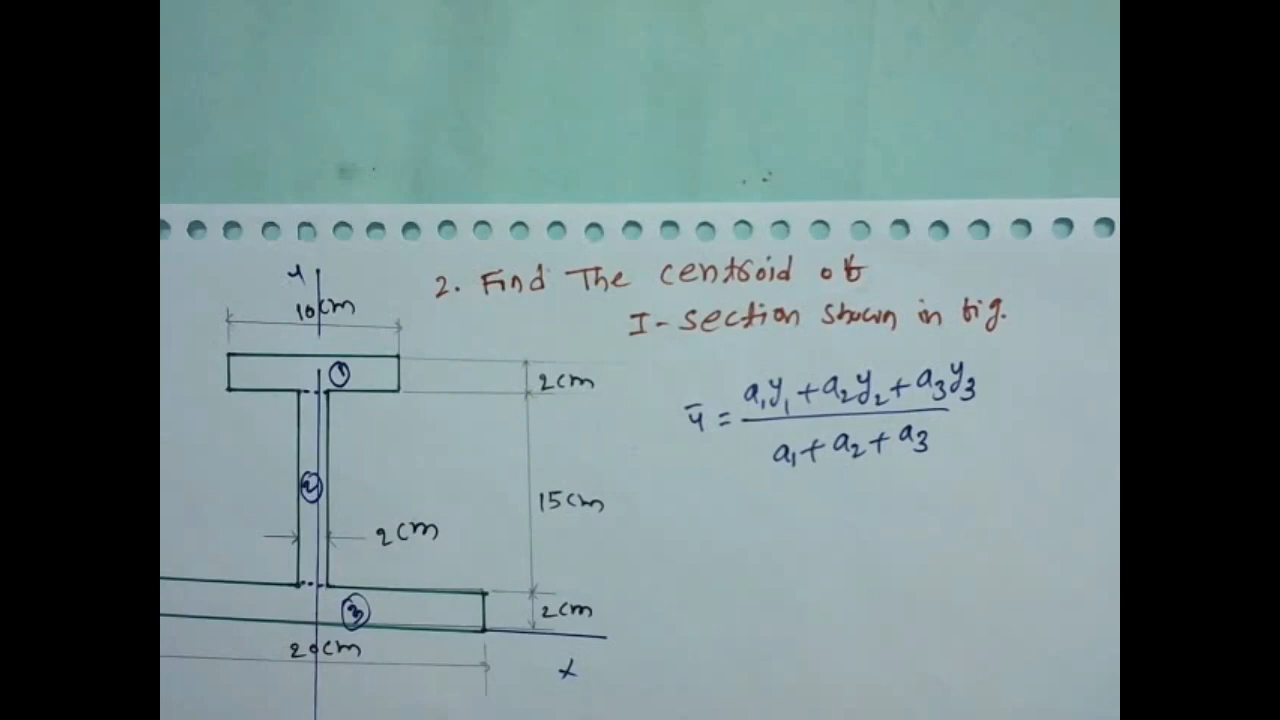 2. Find The centroid of
I-section shown in fig.
y
10cm
①
2cm
ȳ = a₁y₁ + a₂y₂ + a₃y₃
a₁ + a₂ + a₃
②
15cm
2cm
③
2cm
20cm
x